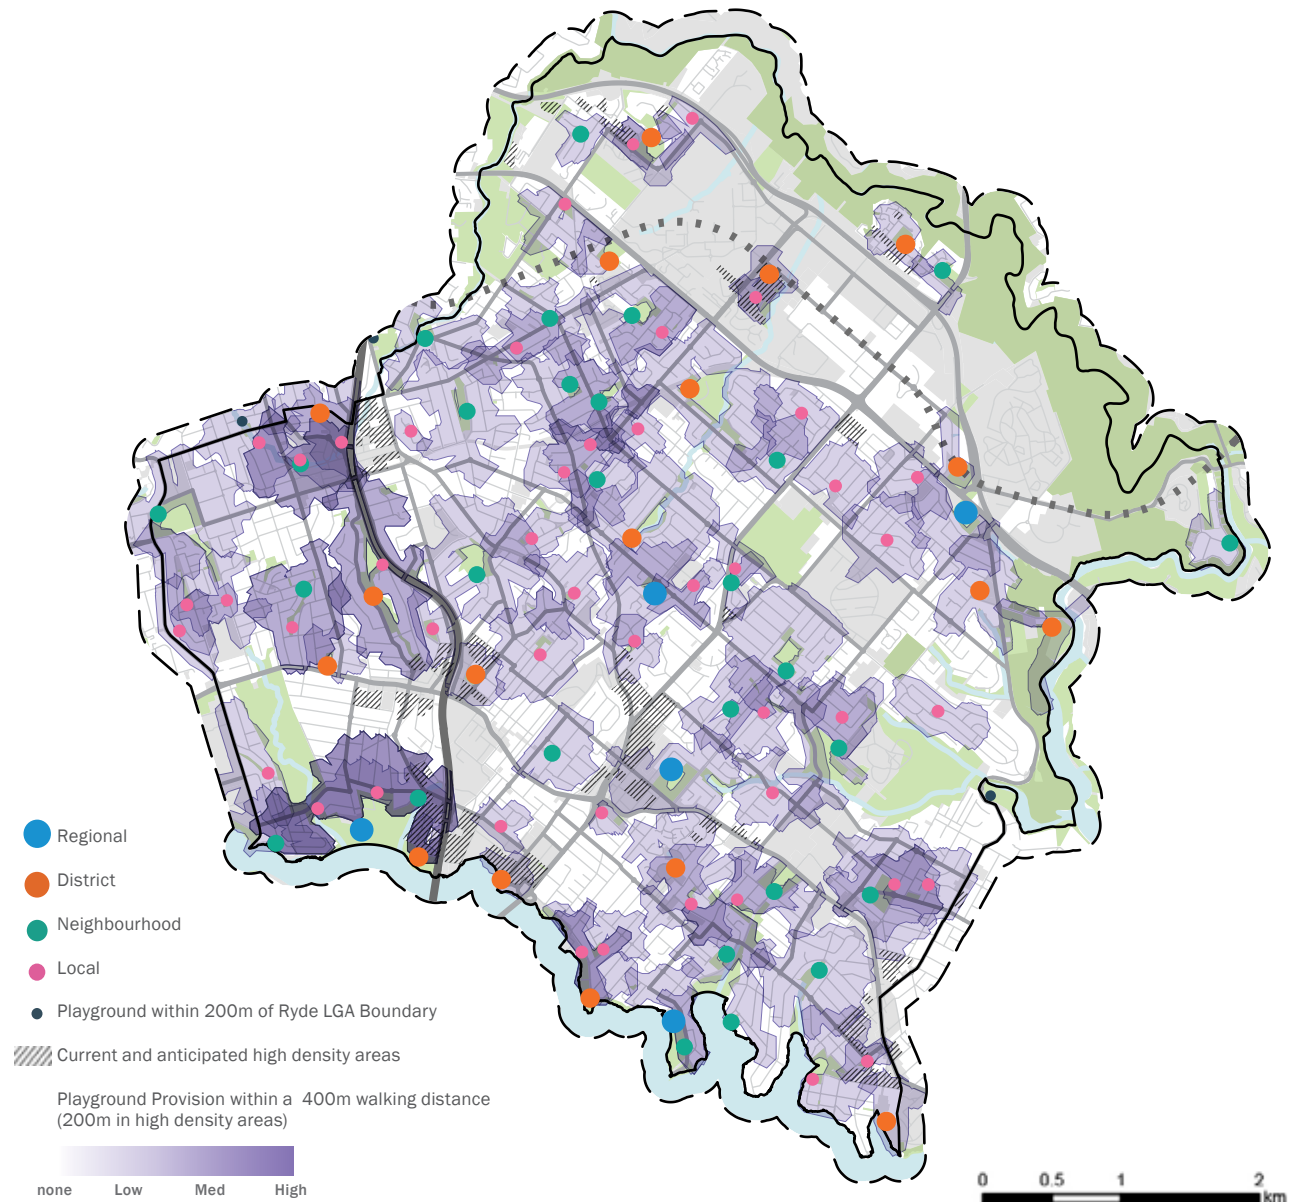 Regional
District
Neighbourhood
Local
Playground within 200m of Ryde LGA Boundary
Current and anticipated high density areas
Playground Provision within a 400m walking distance
(200m in high density areas)
none Low Med High
0 0.5 1 2
km